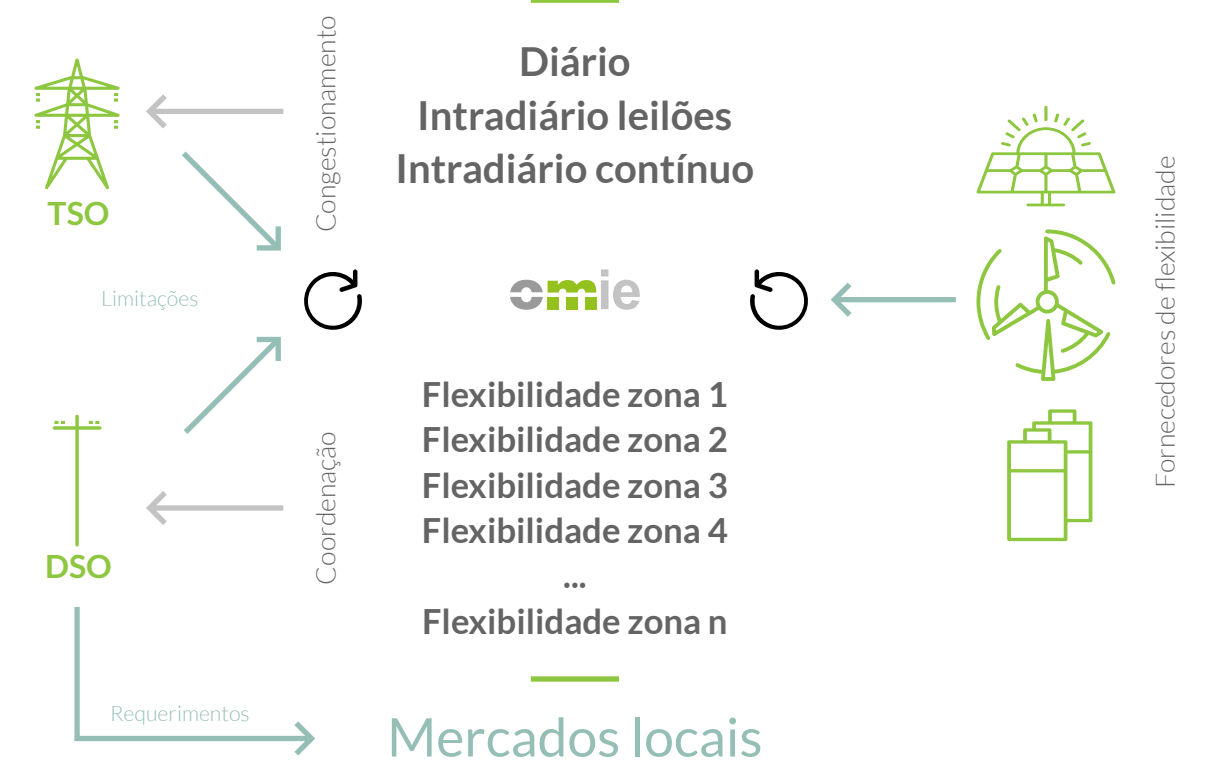 Diário
Intradiário leilões
Intradiário contínuo
Congestionamento
TSO
Limitações
omie
Fornecedores de flexibilidade
Flexibilidade zona 1
Flexibilidade zona 2
Flexibilidade zona 3
Flexibilidade zona 4
...
Flexibilidade zona n
Coordenação
DSO
Requerimentos
Mercados locais